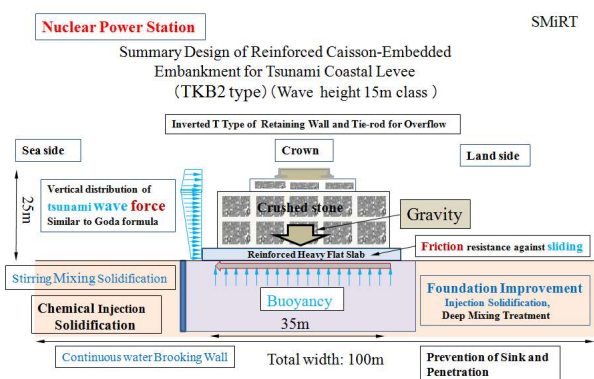 Nuclear Power Station
SMiRT
Summary Design of Reinforced Caisson-Embedded
Embankment for Tsunami Coastal Levee
(TKB2 type) (Wave height 15m class)
Inverted T Type of Retaining Wall and Tie-rod for Overflow
Sea side
Crown
Land side
25m
Vertical distribution of
tsunami wave force
Similar to Goda formula
Crushed stone
Gravity
Reinforced Heavy Flat Slab
Friction resistance against sliding
Stirring Mixing Solidification
Chemical Injection
Solidification
Buoyancy
35m
Foundation Improvement
Injection Solidification,
Deep Mixing Treatment
Continuous water Brooking Wall
Total width: 100m
Prevention of Sink and
Penetration